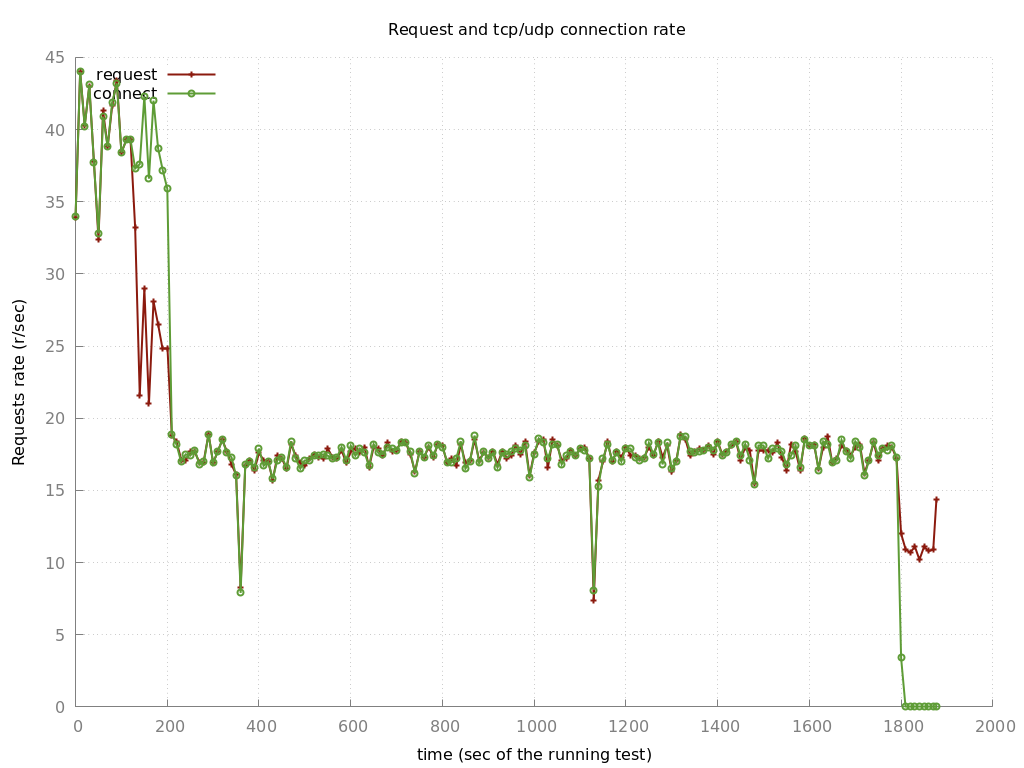 Request and tcp/udp connection rate
45
request
connect
40
35
30
25
20
15
10
5
0
Requests rate (r/sec)
0 200 400 600 800 1000 1200 1400 1600 1800 2000
time (sec of the running test)